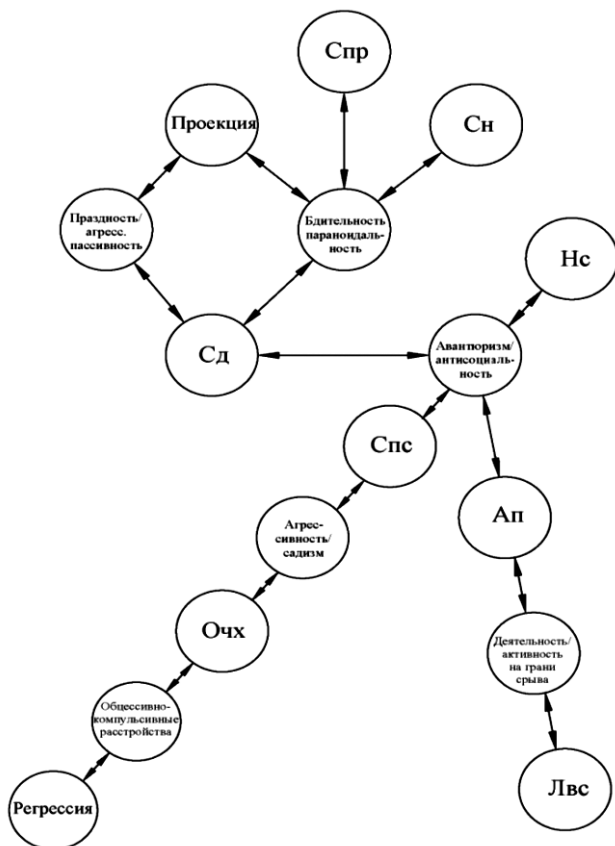 Спр
Проекция
Сн
Праздность/
агресс.
пассивность
Бдительность
параноидаль-
ность
Нс
Сд
Авантюризм/
антисоциаль-
ность
Спс
Ап
Агрес-
сивность/
садизм
Очх
Деятельность/
активность
на грани
срыва
Обцессивно-
компульсивные
расстройства
Лвс
Регрессия